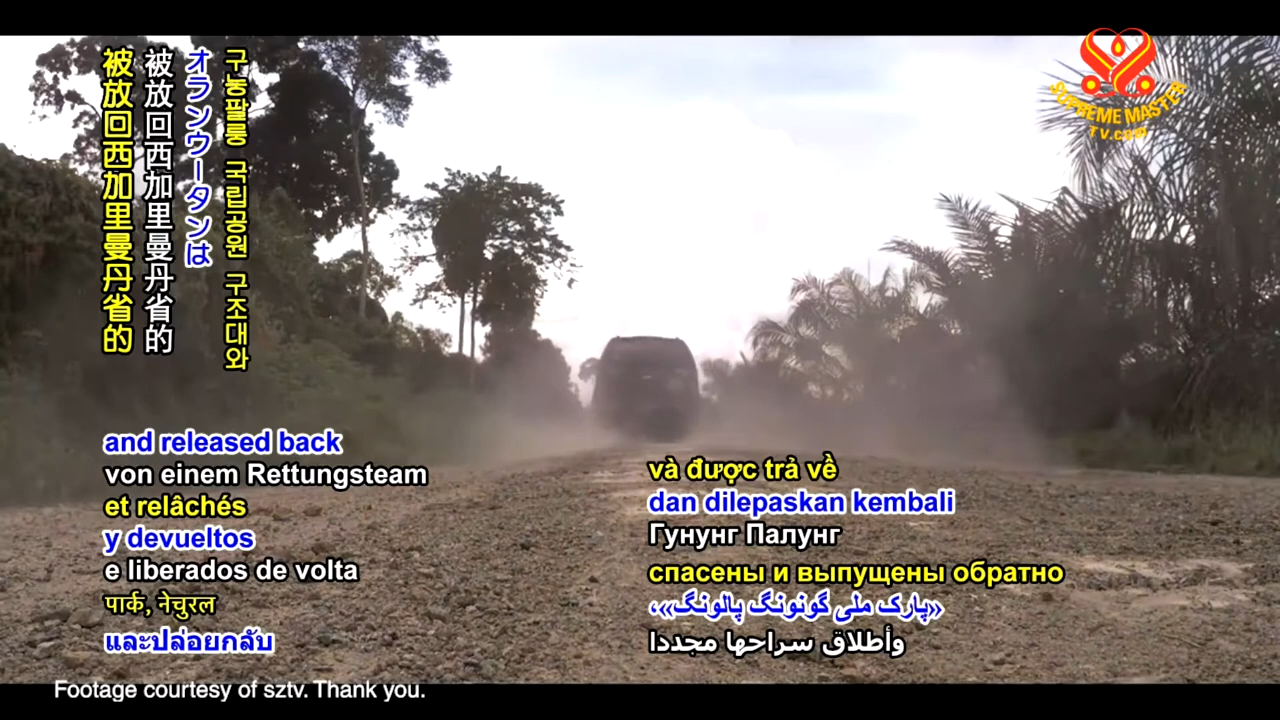 被放回西加里曼丹省的
被放回西加里曼丹省的
オランウータンは
구눙팔룽 국립공원 구조대와
SUPREME MASTER
TV.com
and released back
von einem Rettungsteam
et relâchés
y devueltos
e liberados de volta
पार्क, नेचुरल
และปล่อยกลับ
và được trả về
dan dilepaskan kembali
Гунунг Палунг
спасены и выпущены обратно
«پارک ملی گونونگ پالونگ»،
وأطلاق سراحها مجددا
Footage courtesy of sztv. Thank you.